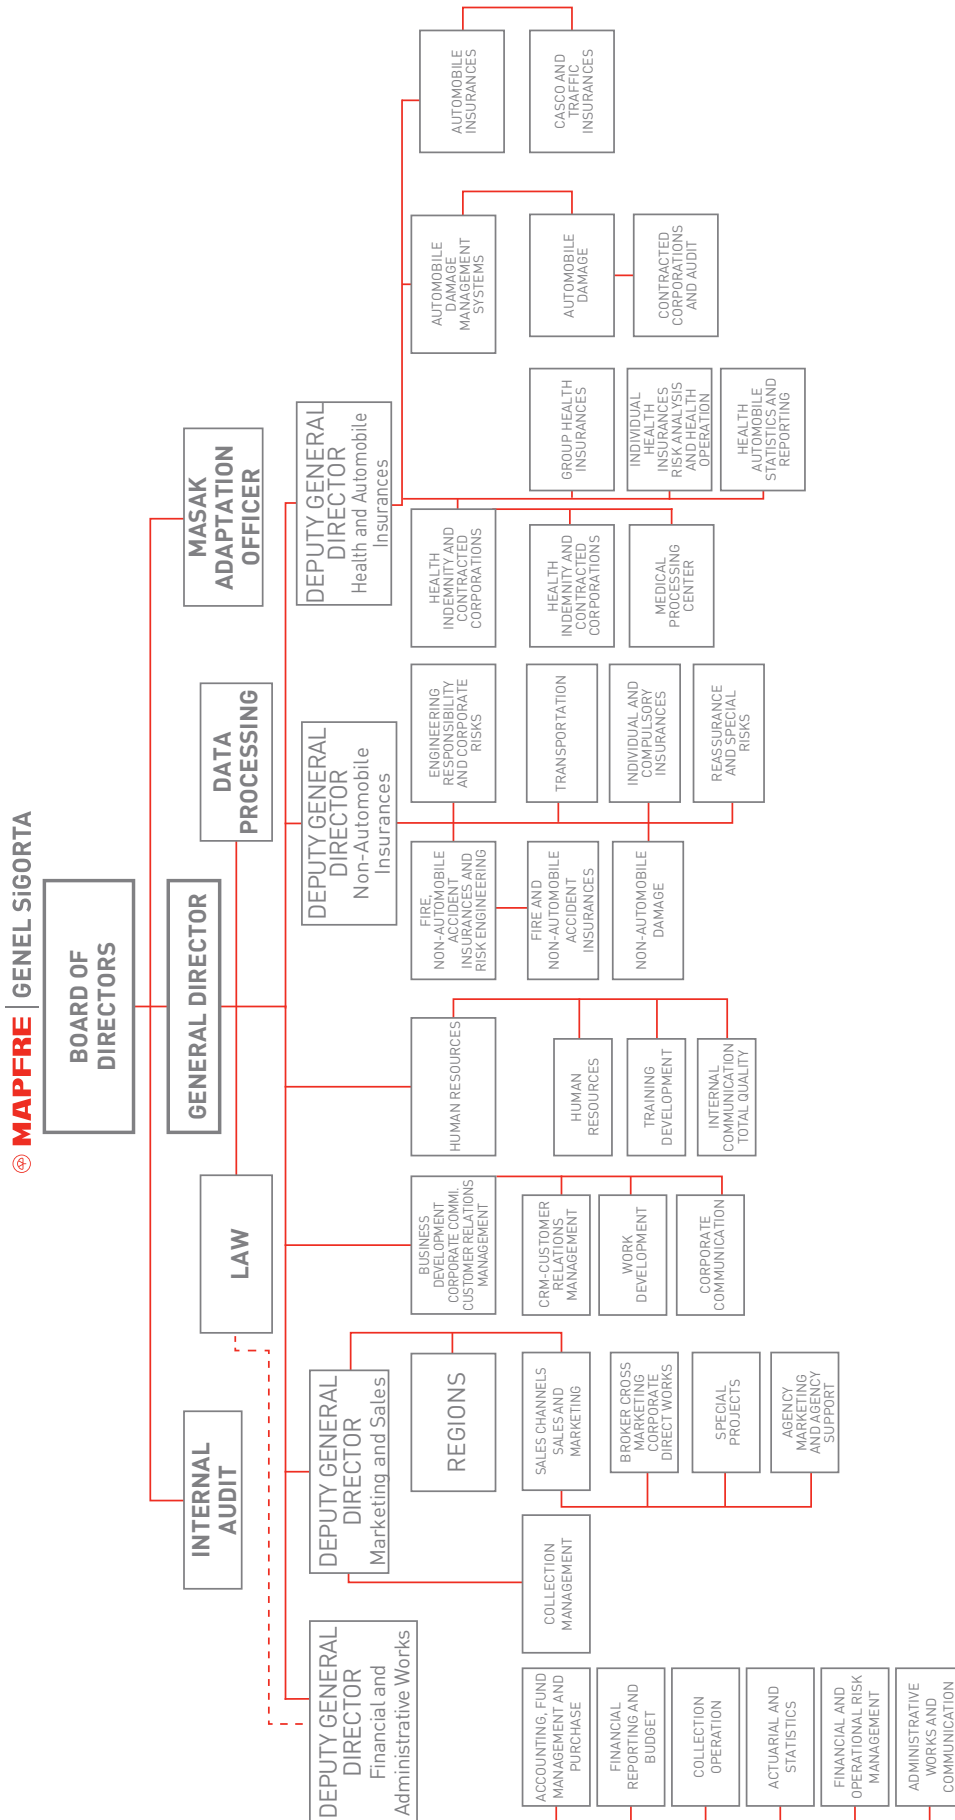 MAPFRE | GENEL SiGORTA
BOARD OF
DIRECTORS
GENERAL DIRECTOR
INTERNAL
AUDIT
MASAK
ADAPTATION
OFFICER
LAW
DATA
PROCESSING
DEPUTY GENERAL
DIRECTOR
Financial and
Administrative Works
DEPUTY GENERAL
DIRECTOR
Marketing and Sales
DEPUTY GENERAL
DIRECTOR
Non-Automobile
Insurances
DEPUTY GENERAL
DIRECTOR
Health and Automobile
Insurances
ACCOUNTING, FUND
MANAGEMENT AND
PURCHASE
FINANCIAL
REPORTING AND
BUDGET
COLLECTION
OPERATION
ACTUARIAL AND
STATISTICS
FINANCIAL AND
OPERATIONAL RISK
MANAGEMENT
ADMINISTRATIVE
WORKS AND
COMMUNICATION
COLLECTION
MANAGEMENT
REGIONS
SALES CHANNELS
SALES AND
MARKETING
BROKER CROSS
MARKETING
CORPORATE
DIRECT WORKS
SPECIAL
PROJECTS
AGENCY
MARKETING
AND AGENCY
SUPPORT
BUSINESS
DEVELOPMENT
CORPORATE COMMI.
CUSTOMER RELATIONS
MANAGEMENT
CRM-CUSTOMER
RELATIONS
MANAGEMENT
WORK
DEVELOPMENT
CORPORATE
COMMUNICATION
HUMAN RESOURCES
HUMAN
RESOURCES
TRAINING
DEVELOPMENT
INTERNAL
COMMUNICATION
TOTAL QUALITY
FIRE,
NON-AUTOMOBILE
ACCIDENT
INSURANCES AND
RISK ENGINEERING
FIRE AND
NON-AUTOMOBILE
ACCIDENT
INSURANCES
NON-AUTOMOBILE
DAMAGE
ENGINEERING
RESPONSIBILITY
AND CORPORATE
RISKS
TRANSPORTATION
INDIVIDUAL AND
COMPULSORY
INSURANCES
REASSURANCE
AND SPECIAL
RISKS
HEALTH
INDEMNITY AND
CONTRACTED
CORPORATIONS
HEALTH
INDEMNITY AND
CONTRACTED
CORPORATIONS
MEDICAL
PROCESSING
CENTER
GROUP HEALTH
INSURANCES
INDIVIDUAL
HEALTH
INSURANCES
RISK ANALYSIS
AND HEALTH
OPERATION
HEALTH
AUTOMOBILE
STATISTICS AND
REPORTING
AUTOMOBILE
DAMAGE
MANAGEMENT
SYSTEMS
AUTOMOBILE
DAMAGE
CONTRACTED
CORPORATIONS
AND AUDIT
AUTOMOBILE
INSURANCES
CASCO AND
TRAFFIC
INSURANCES